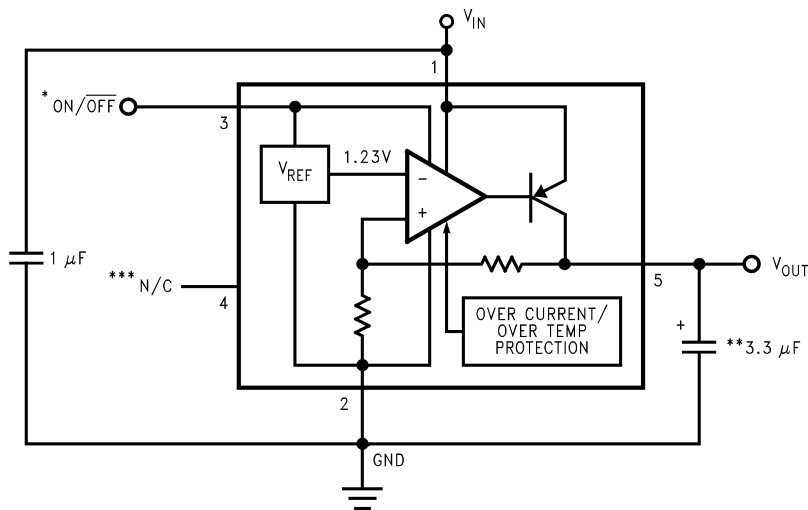 V_IN
1
*ON/OFF
3
1.23V
V_REF
−
+
1 μF
***N/C
4
V_OUT
5
OVER CURRENT/
OVER TEMP
PROTECTION
+
**3.3 μF
2
GND